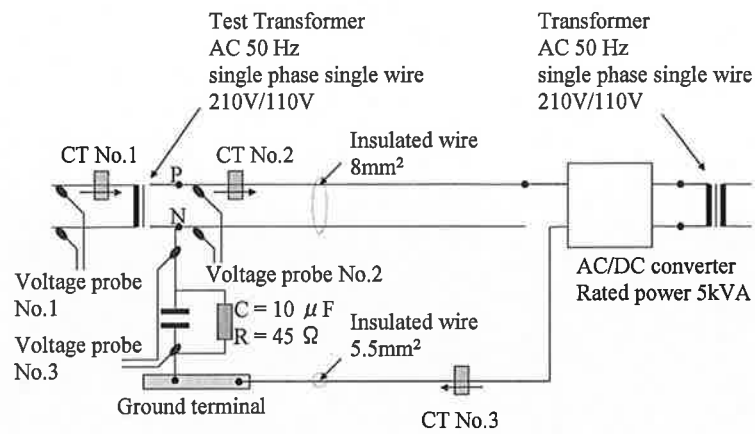 Test Transformer
AC 50 Hz
single phase single wire
210V/110V
Transformer
AC 50 Hz
single phase single wire
210V/110V
CT No.1
CT No.2
Insulated wire
8mm²
P
N
Voltage probe
No.1
Voltage probe No.2
AC/DC converter
Rated power 5kVA
C = 10 μF
R = 45 Ω
Insulated wire
5.5mm²
Voltage probe
No.3
Ground terminal
CT No.3